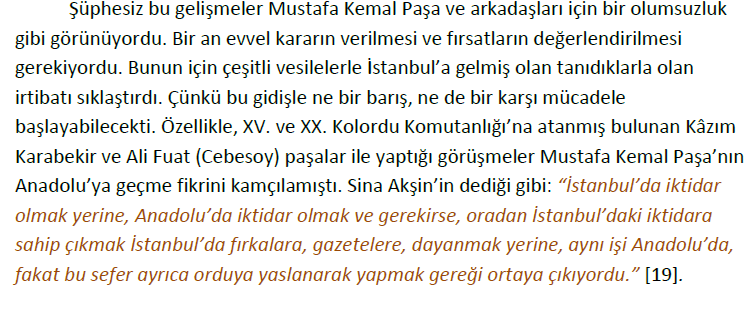 Şüphesiz bu gelişmeler Mustafa Kemal Paşa ve arkadaşları için bir olumsuzluk
gibi görünüyordu. Bir an evvel kararın verilmesi ve fırsatların değerlendirilmesi
gerekiyordu. Bunun için çeşitli vesilelerle İstanbul’a gelmiş olan tanıdıklarla olan
irtibatı sıklaştırdı. Çünkü bu gidişle ne bir barış, ne de bir karşı mücadele
başlayabilecekti. Özellikle, XV. ve XX. Kolordu Komutanlığı’na atanmış bulunan Kâzım
Karabekir ve Ali Fuat (Cebesoy) paşalar ile yaptığı görüşmeler Mustafa Kemal Paşa’nın
Anadolu’ya geçme fikrini kamçılamıştı. Sina Akşin’in dediği gibi: “İstanbul’da iktidar
olmak yerine, Anadolu’da iktidar olmak ve gerekirse, oradan İstanbul’daki iktidara
sahip çıkmak İstanbul’da fırkalara, gazetelere, dayanmak yerine, aynı işi Anadolu’da,
fakat bu sefer ayrıca orduya yaslanarak yapmak gereği ortaya çıkıyordu.” [19].